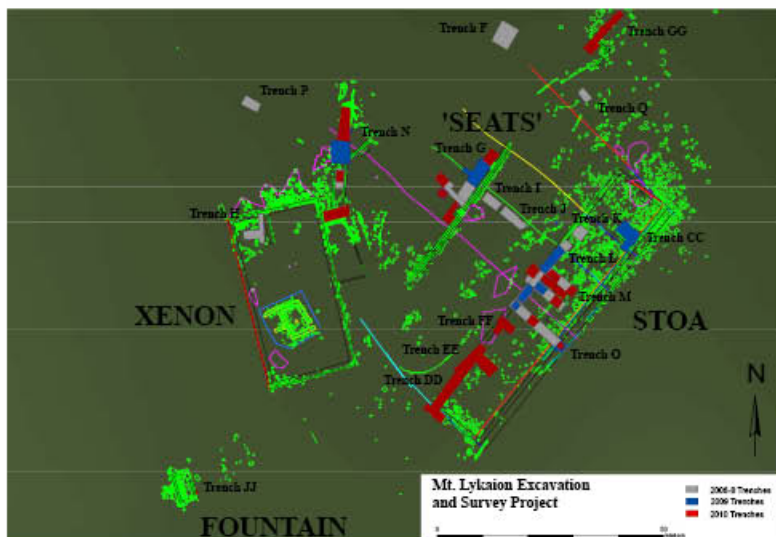 Trench F
Trench GG
Trench P
Trench Q
Trench N
'SEATS'
Trench G
Trench I
Trench J
Trench H
Trench K
Trench CC
Trench L
Trench M
XENON
STOA
Trench FF
Trench O
Trench EE
Trench DD
N
Trench JJ
FOUNTAIN
Mt. Lykaion Excavation
and Survey Project
2006-8 Trenches
2009 Trenches
2010 Trenches
0
50